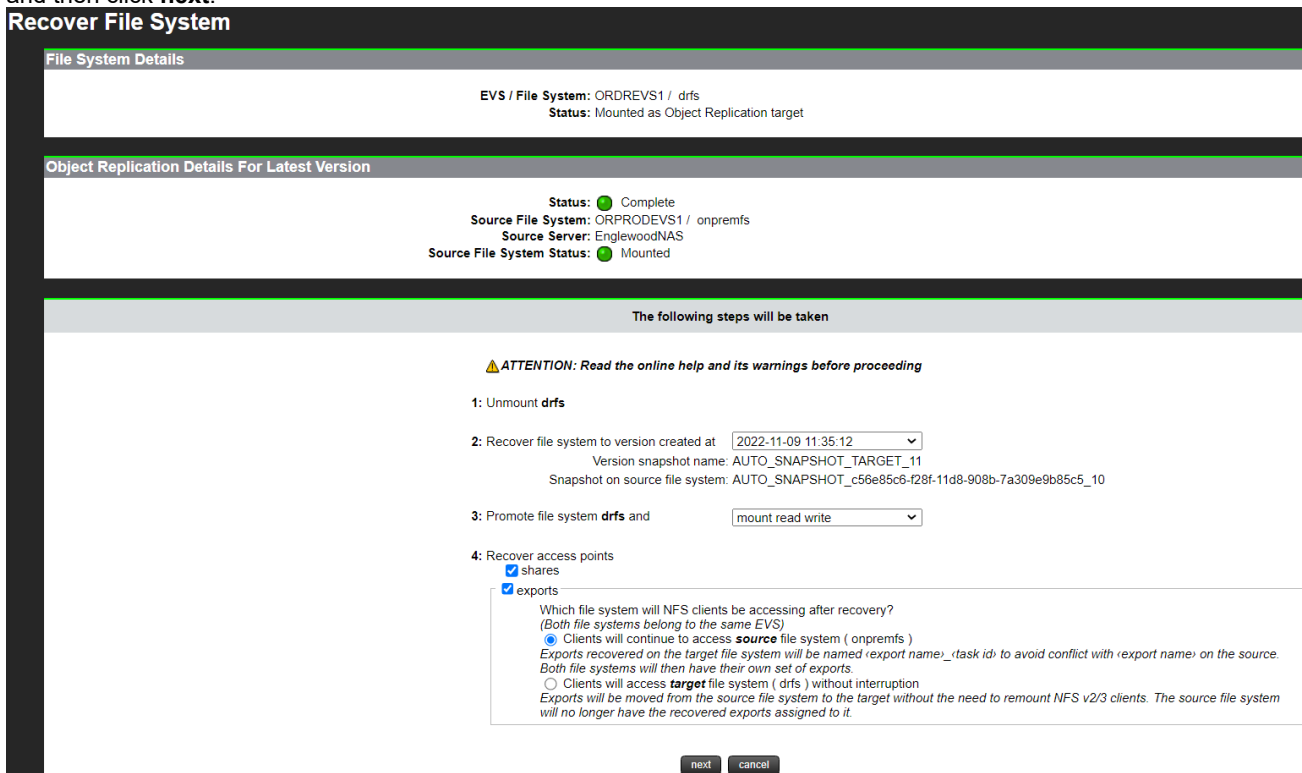 and then click next.
Recover File System
File System Details
EVS / File System: ORDREVS1 / drfs
Status: Mounted as Object Replication target
Object Replication Details For Latest Version
Status: Complete
Source File System: ORPRODEVS1 / onpremfs
Source Server: EnglewoodNAS
Source File System Status: Mounted
The following steps will be taken
ATTENTION: Read the online help and its warnings before proceeding
1: Unmount drfs
2: Recover file system to version created at 2022-11-09 11:35:12
Version snapshot name: AUTO_SNAPSHOT_TARGET_11
Snapshot on source file system: AUTO_SNAPSHOT_c56e85c6-f28f-11d8-908b-7a309e9b85c5_10
3: Promote file system drfs and mount read write
4: Recover access points
shares
exports
Which file system will NFS clients be accessing after recovery?
(Both file systems belong to the same EVS)
Clients will continue to access source file system ( onpremfs )
Exports recovered on the target file system will be named ‹export name›_‹task id› to avoid conflict with ‹export name› on the source.
Both file systems will then have their own set of exports.
Clients will access target file system ( drfs ) without interruption
Exports will be moved from the source file system to the target without the need to remount NFS v2/3 clients. The source file system
will no longer have the recovered exports assigned to it.
next cancel